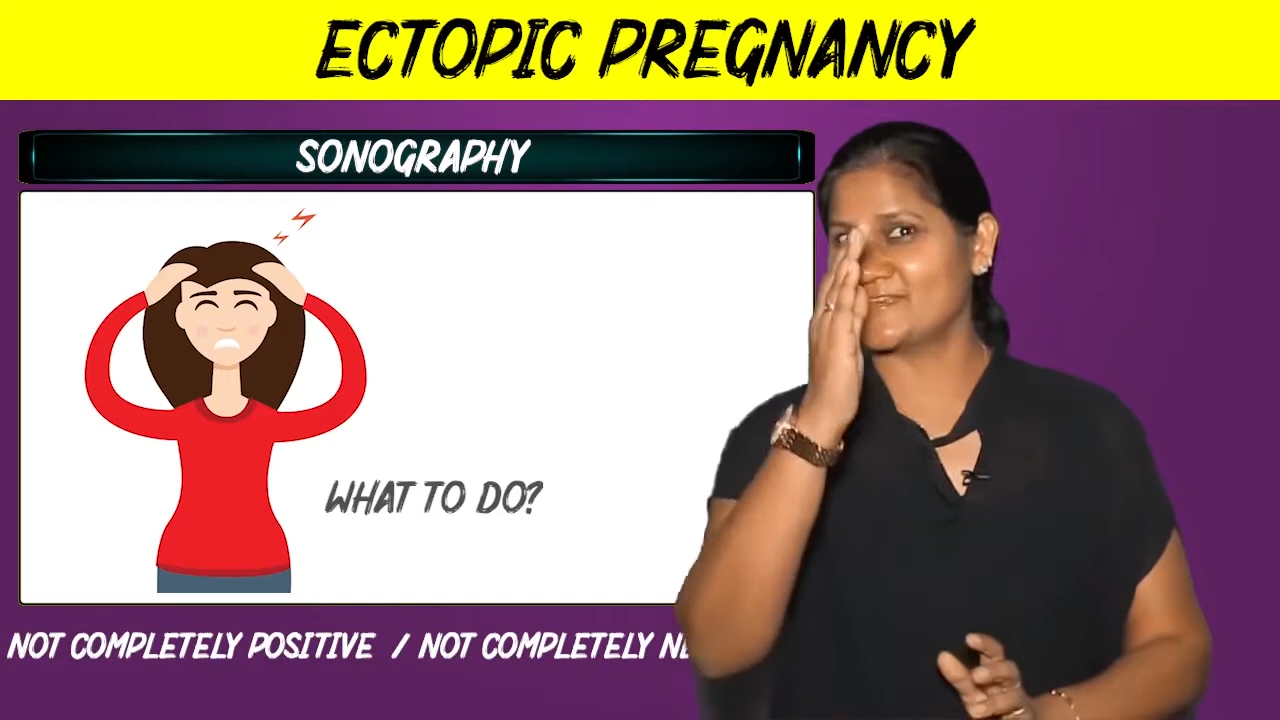 ECTOPIC PREGNANCY
SONOGRAPHY
WHAT TO DO?
NOT COMPLETELY POSITIVE / NOT COMPLETELY